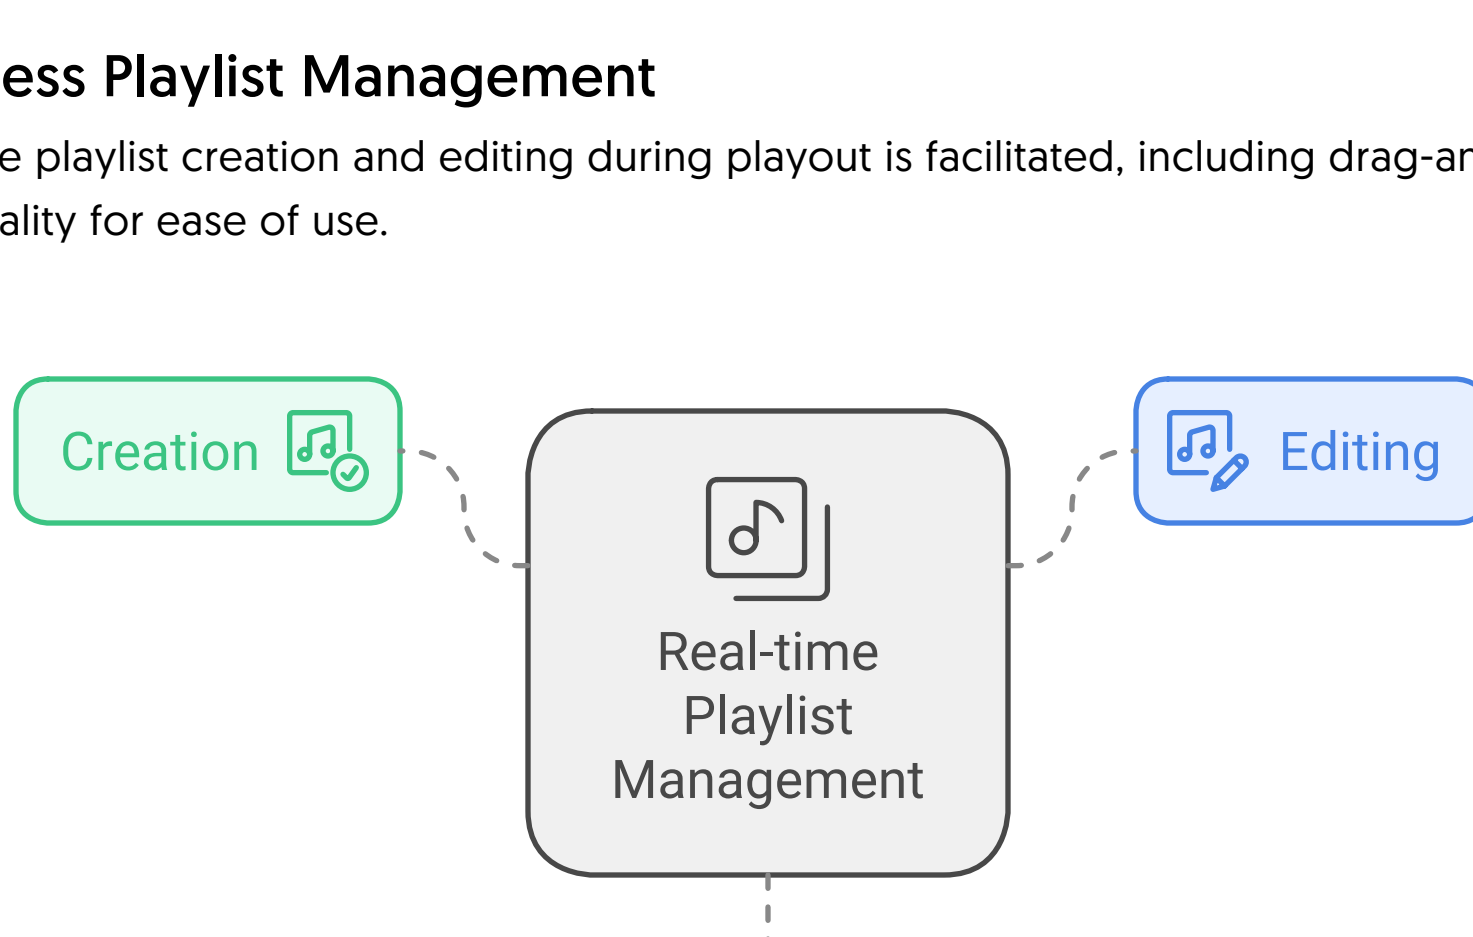 ess Playlist Management
e playlist creation and editing during playout is facilitated, including drag-an
ality for ease of use.
Creation
Editing
Real-time
Playlist
Management